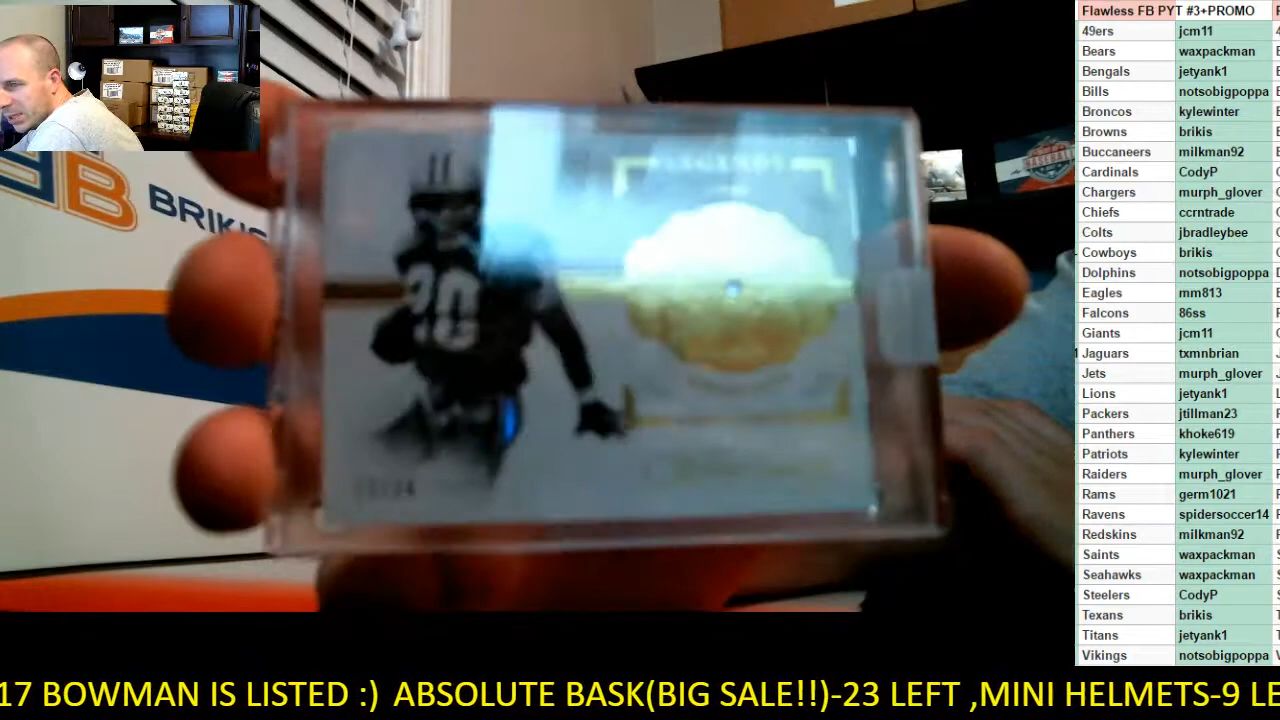 BRIKIS
20
BASEBALL
Flawless FB PYT #3+PROMO
49ers jcm11
Bears waxpackman
Bengals jetyank1
Bills notsobigpoppa
Broncos kylewinter
Browns brikis
Buccaneers milkman92
Cardinals CodyP
Chargers murph_glover
Chiefs ccrntrade
Colts jbradleybee
Cowboys brikis
Dolphins notsobigpoppa
Eagles mm813
Falcons 86ss
Giants jcm11
Jaguars txmnbrian
Jets murph_glover
Lions jetyank1
Packers jtillman23
Panthers khoke619
Patriots kylewinter
Raiders murph_glover
Rams germ1021
Ravens spidersoccer14
Redskins milkman92
Saints waxpackman
Seahawks waxpackman
Steelers CodyP
Texans brikis
Titans jetyank1
Vikings notsobigpoppa
17 BOWMAN IS LISTED :) ABSOLUTE BASK(BIG SALE!!)-23 LEFT ,MINI HELMETS-9 LE